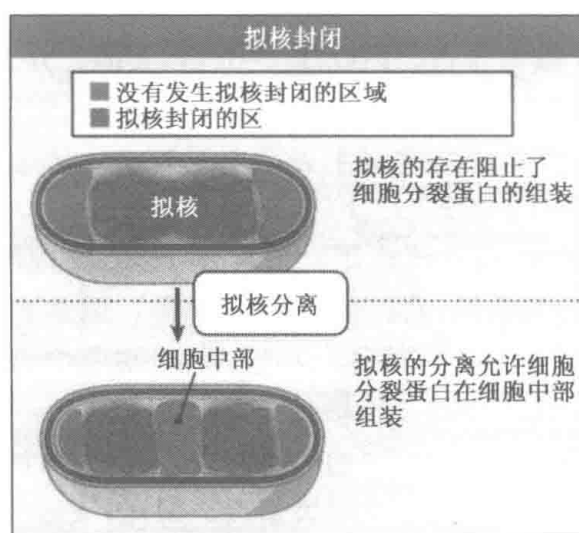 拟核封闭
没有发生拟核封闭的区域
拟核封闭的区
拟核的存在阻止了
细胞分裂蛋白的组装
拟核
拟核分离
细胞中部
拟核的分离允许细胞
分裂蛋白在细胞中部
组装